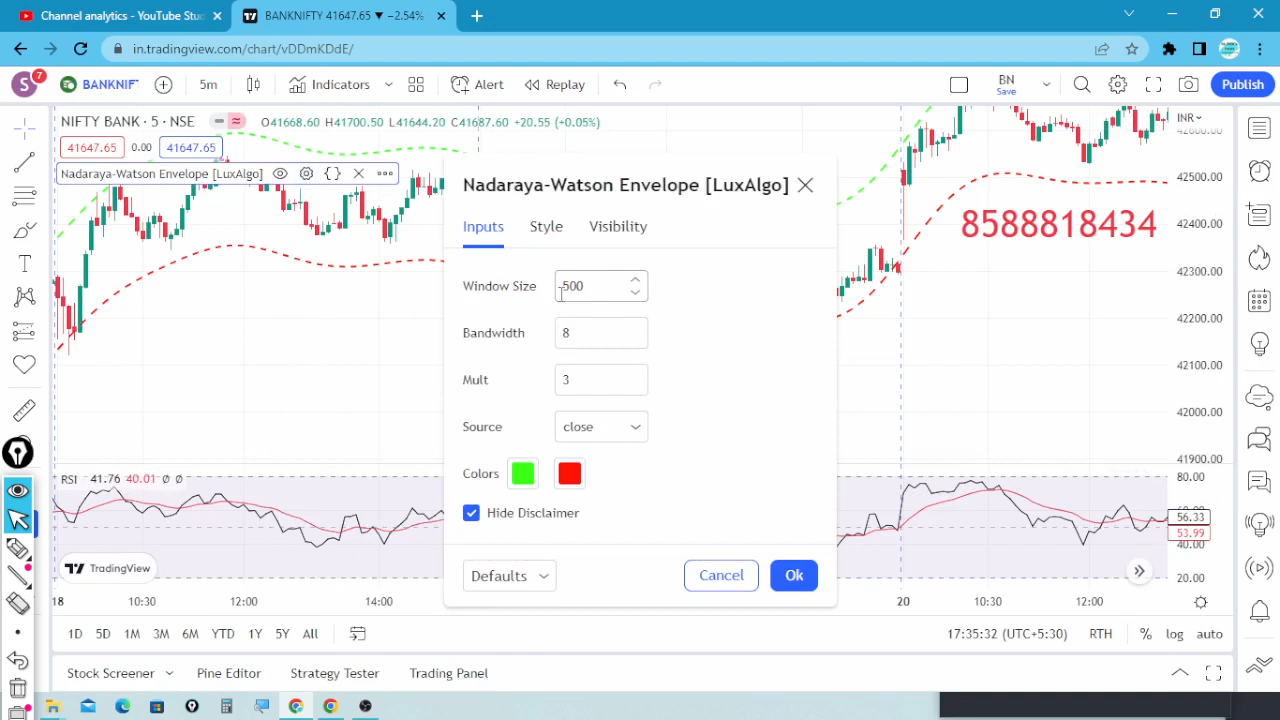 Channel analytics - YouTube Stud
BANKNIFTY 41647.65 ▼ −2.54%
in.tradingview.com/chart/vDDmKDdE/
S
7
BANKNIF
5m
Indicators
Alert
Replay
BN
Save
Publish
NIFTY BANK · 5 · NSE
O41668.60 H41700.50 L41644.20 C41687.60 +20.55 (+0.05%)
INR
41647.65
0.00
41647.65
Nadaraya-Watson Envelope [LuxAlgo]
Nadaraya-Watson Envelope [LuxAlgo]
Inputs
Style
Visibility
Window Size
500
Bandwidth
8
Mult
3
Source
close
Colors
Hide Disclaimer
Defaults
Cancel
Ok
8588818434
42600.00
42500.00
42400.00
42300.00
42200.00
42100.00
42000.00
41900.00
RSI 41.76 40.01 Ø Ø
80.00
56.33
53.99
40.00
20.00
TradingView
18
10:30
12:00
14:00
20
10:30
12:00
1D
5D
1M
3M
6M
YTD
1Y
5Y
All
17:35:32 (UTC+5:30)
RTH
%
log
auto
Stock Screener
Pine Editor
Strategy Tester
Trading Panel